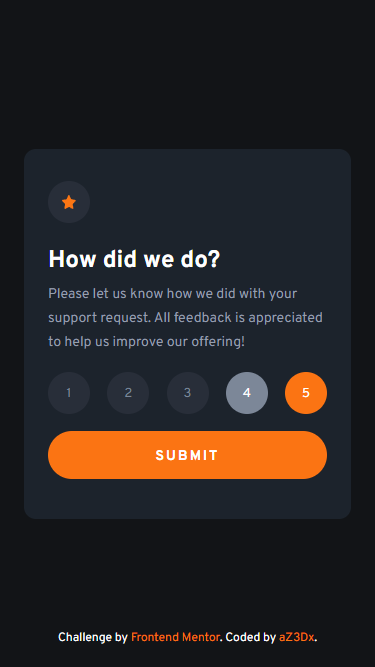 How did we do?
Please let us know how we did with your
support request. All feedback is appreciated
to help us improve our offering!
1 2 3 4 5
SUBMIT
Challenge by Frontend Mentor. Coded by aZ3Dx.